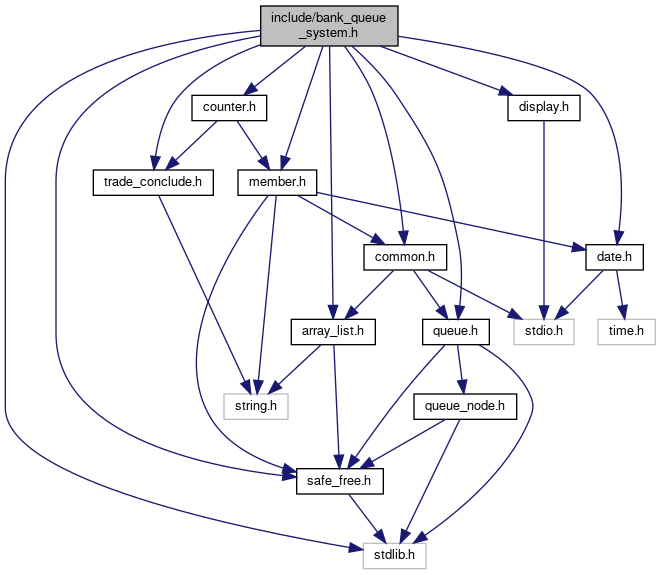 include/bank_queue
_system.h
counter.h
display.h
trade_conclude.h
member.h
common.h
date.h
array_list.h
queue.h
stdio.h
time.h
string.h
queue_node.h
safe_free.h
stdlib.h